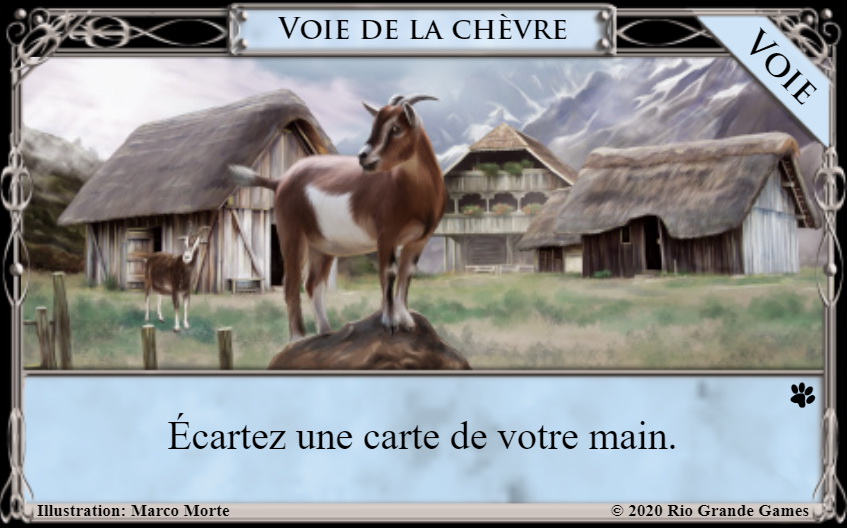 Voie de la chèvre
Voie
Écartez une carte de votre main.
Illustration: Marco Morte
© 2020 Rio Grande Games